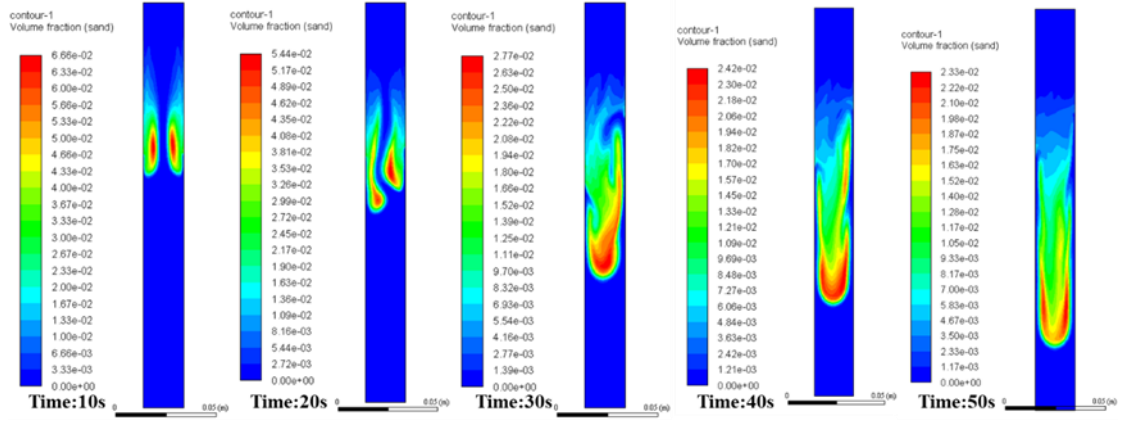 contour-1
Volume fraction (sand)
6.66e-02
6.33e-02
6.00e-02
5.66e-02
5.33e-02
5.00e-02
4.66e-02
4.33e-02
4.00e-02
3.67e-02
3.33e-02
3.00e-02
2.67e-02
2.33e-02
2.00e-02
1.67e-02
1.33e-02
1.00e-02
6.66e-03
3.33e-03
0.00e+00
Time:10s
0 0.05 (m)
contour-1
Volume fraction (sand)
5.44e-02
5.17e-02
4.89e-02
4.62e-02
4.35e-02
4.08e-02
3.81e-02
3.53e-02
3.26e-02
2.99e-02
2.72e-02
2.45e-02
2.17e-02
1.90e-02
1.63e-02
1.36e-02
1.09e-02
8.16e-03
5.44e-03
2.72e-03
0.00e+00
Time:20s
0 0.05 (m)
contour-1
Volume fraction (sand)
2.77e-02
2.63e-02
2.50e-02
2.36e-02
2.22e-02
2.08e-02
1.94e-02
1.80e-02
1.66e-02
1.52e-02
1.39e-02
1.25e-02
1.11e-02
9.70e-03
8.32e-03
6.93e-03
5.54e-03
4.16e-03
2.77e-03
1.39e-03
0.00e+00
Time:30s
0 0.05 (m)
contour-1
Volume fraction (sand)
2.42e-02
2.30e-02
2.18e-02
2.06e-02
1.94e-02
1.82e-02
1.70e-02
1.57e-02
1.45e-02
1.33e-02
1.21e-02
1.09e-02
9.69e-03
8.48e-03
7.27e-03
6.06e-03
4.84e-03
3.63e-03
2.42e-03
1.21e-03
0.00e+00
Time:40s
0 0.05 (m)
contour-1
Volume fraction (sand)
2.33e-02
2.22e-02
2.10e-02
1.98e-02
1.87e-02
1.75e-02
1.63e-02
1.52e-02
1.40e-02
1.28e-02
1.17e-02
1.05e-02
9.33e-03
8.17e-03
7.00e-03
5.83e-03
4.67e-03
3.50e-03
2.33e-03
1.17e-03
0.00e+00
Time:50s
0 0.05 (m)